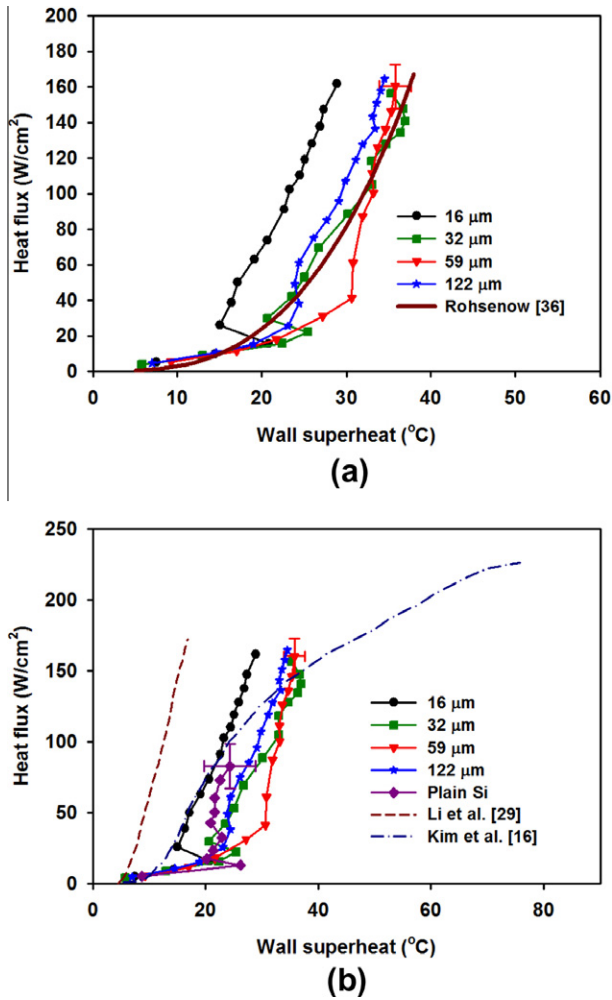 200
180
160
140
120
100
80
60
40
20
0
Heat flux (W/cm²)
16 μm
32 μm
59 μm
122 μm
Rohsenow [36]
0 10 20 30 40 50 60
Wall superheat (°C)
(a)
250
200
150
100
50
0
Heat flux (W/cm²)
16 μm
32 μm
59 μm
122 μm
Plain Si
Li et al. [29]
Kim et al. [16]
0 20 40 60 80
Wall superheat (°C)
(b)